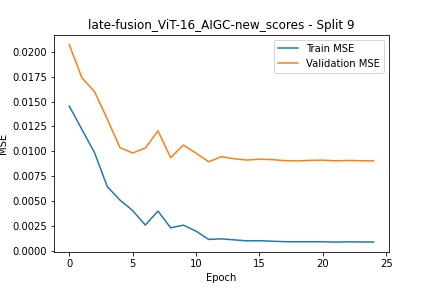 late-fusion_ViT-16_AIGC-new_scores - Split 9
Train MSE
Validation MSE
0.0200
0.0175
0.0150
0.0125
0.0100
0.0075
0.0050
0.0025
0.0000
MSE
0 5 10 15 20 25
Epoch